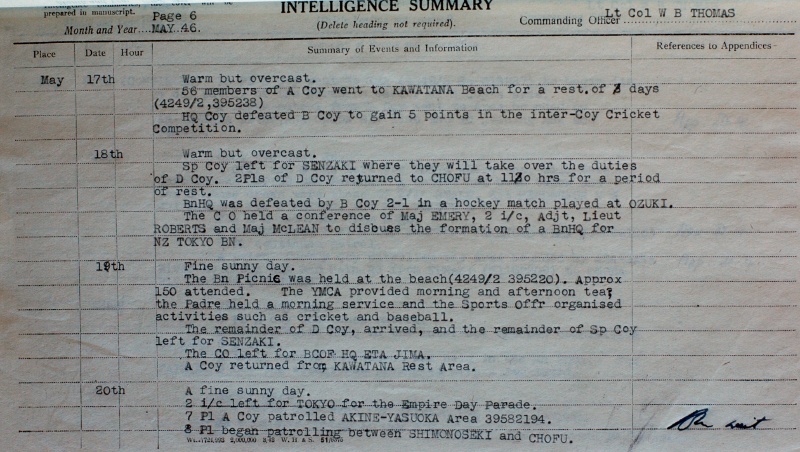 prepared in manuscript.
Page 6
INTELLIGENCE SUMMARY
(Delete heading not required).
Month and Year MAY 46.
Commanding Officer Lt Col W B THOMAS
Place Date Hour Summary of Events and Information References to Appendices
May 17th Warm but overcast.
56 members of A Coy went to KAWATANA Beach for a rest.of days
(4249/2,395238)
HQ Coy defeated B Coy to gain 5 points in the inter-Coy Cricket
Competition.
18th Warm but overcast.
Sp Coy left for SENZAKI where they will take over the duties
of D Coy. 2Pls of D Coy returned to CHOFU at hrs for a period
of rest.
BnHQ was defeated by B Coy 2-1 in a hockey match played at OZUKI.
The C O held a conference of Maj EMERY, 2 i/c, Adjt, Lieut
ROBERTS and Maj McLEAN to disbues the formation of a BnHQ for
NZ TOKYO BN.
19th Fine sunny day.
The Bn Picnic was held at the beach(4249/2 395220). Approx
150 attended. The YMCA provided morning and afternoon tea,
the Padre held a morning service and the Sports Offr organised
activities such as cricket and baseball.
The remainder of D Coy, arrived, and the remainder of Sp Coy
left for SENZAKI.
The CO left for BCOF HQ ETA JIMA.
A Coy returned from KAWATANA Rest Area.
20th A fine sunny day.
2 i/c left for TOKYO for the Empire Day Parade.
7 Pl A Coy patrolled AKINE-YASUOKA Area 39582194.
8 Pl began patrolling between SHIMONOSEKI and CHOFU.